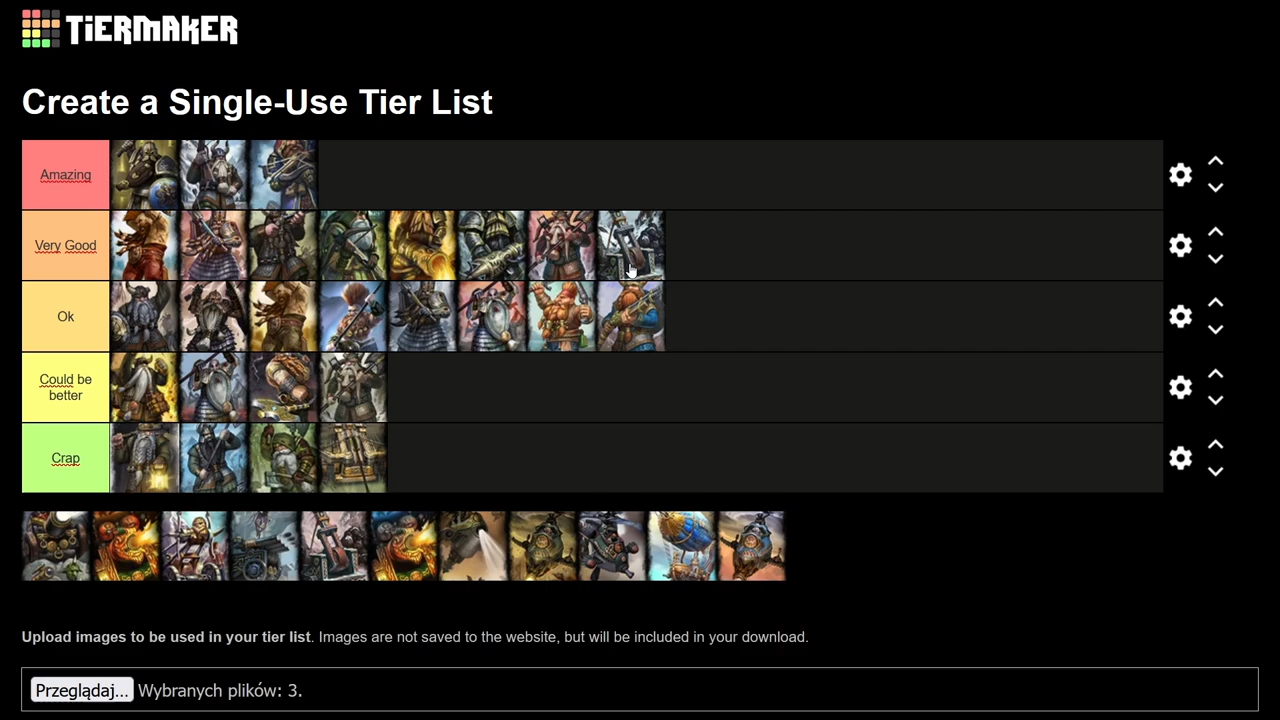 TiERMAKER
Create a Single-Use Tier List
Amazing
Very Good
Ok
Could be
better
Crap
Upload images to be used in your tier list. Images are not saved to the website, but will be included in your download.
Przeglądaj... Wybranych plików: 3.